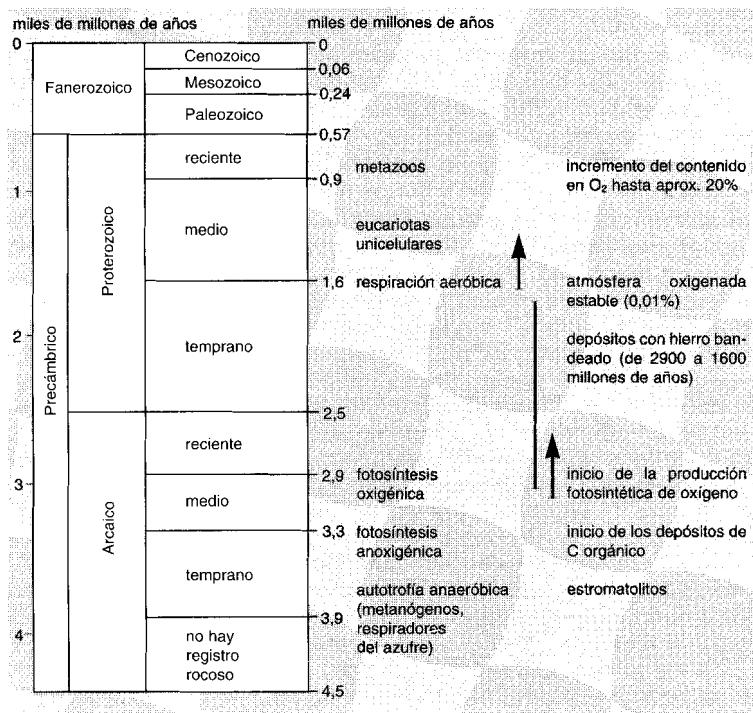 miles de millones de años
miles de millones de años
0
1
2
3
4
Fanerozoico
Precámbrico
Proterozoico
Arcaico
Cenozoico
Mesozoico
Paleozoico
reciente
medio
temprano
reciente
medio
temprano
no hay
registro
rocoso
0
0,06
0,24
0,57
0,9
1,6
2,5
2,9
3,3
3,9
4,5
metazoos
eucariotas
unicelulares
respiración aeróbica
fotosíntesis
oxigénica
fotosíntesis
anoxigénica
autotrofía anaeróbica
(metanógenos,
respiradores
del azufre)
incremento del contenido
en O₂ hasta aprox. 20%
atmósfera oxigenada
estable (0,01%)
depósitos con hierro ban-
deado (de 2900 a 1600
millones de años)
inicio de la producción
fotosintética de oxígeno
inicio de los depósitos de
C orgánico
estromatolitos